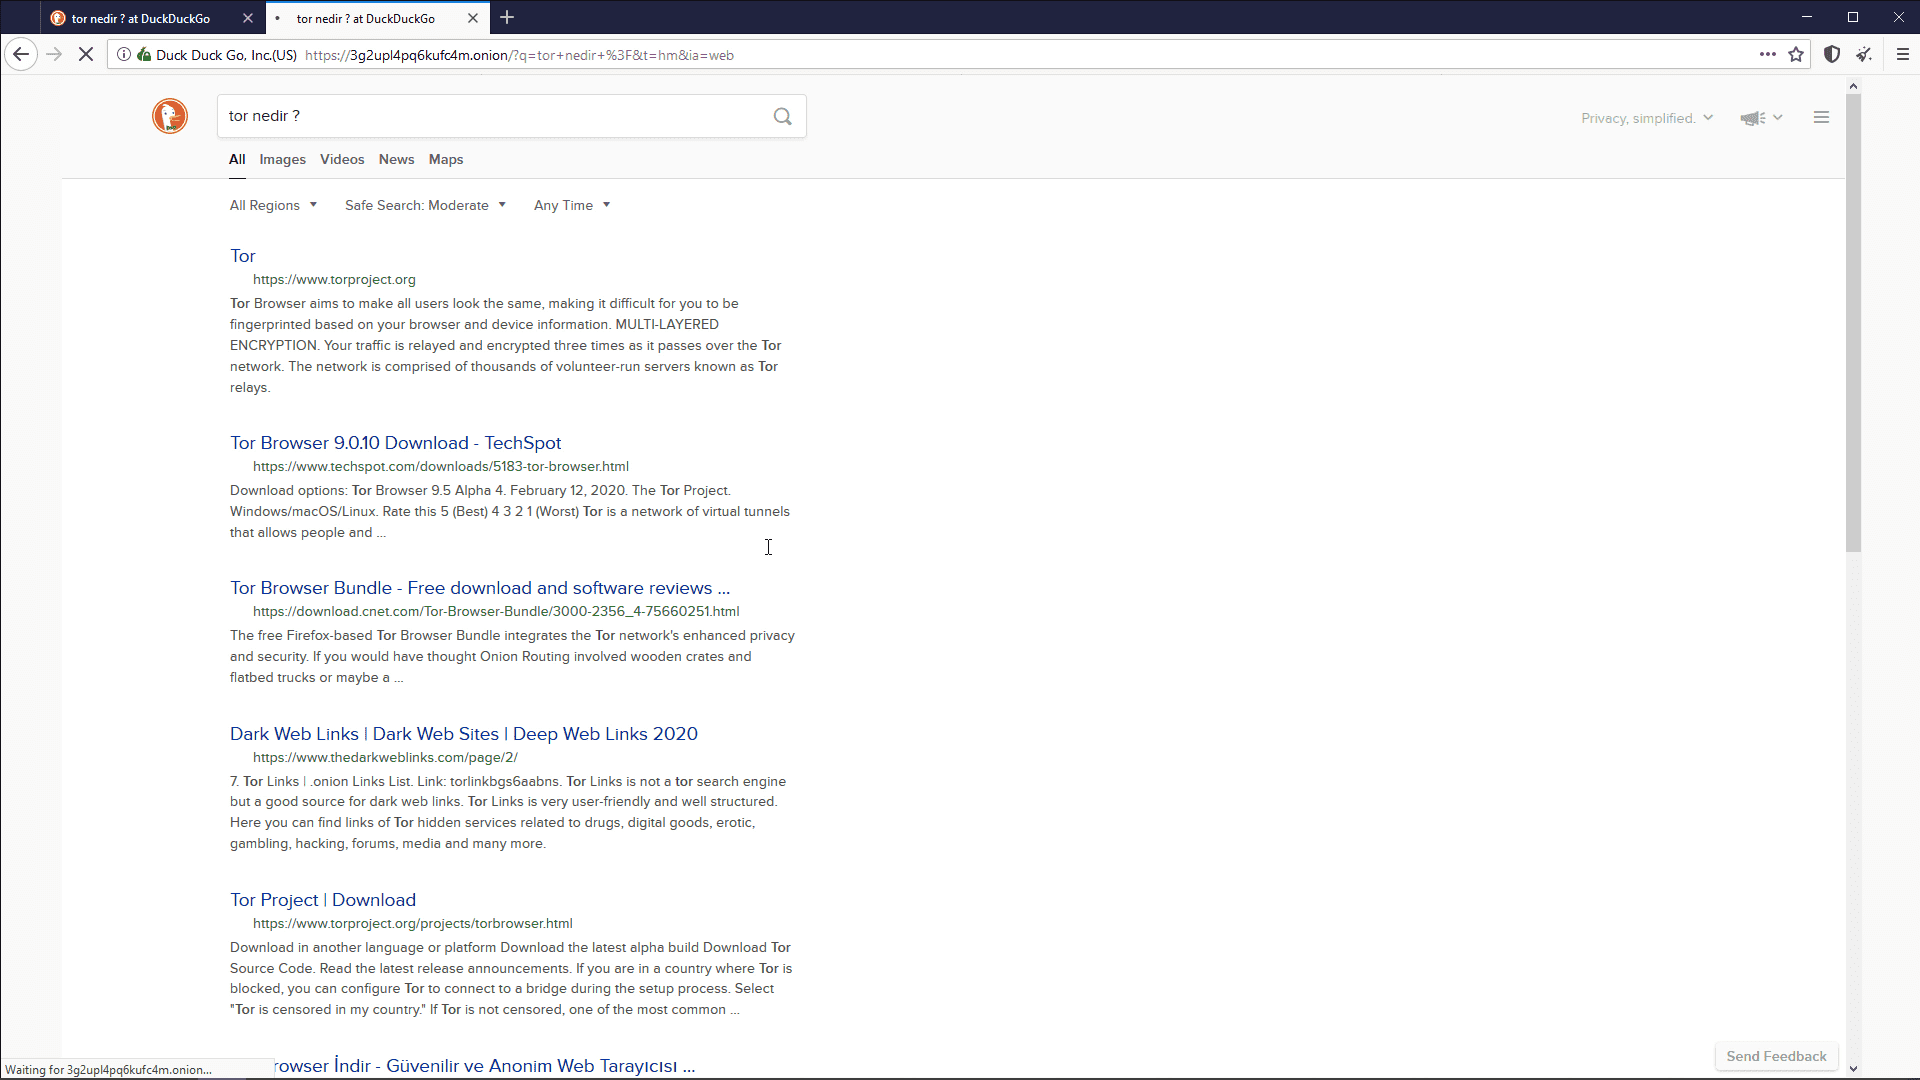 tor nedir ? at DuckDuckGo
tor nedir ? at DuckDuckGo
Duck Duck Go, Inc.(US) https://3g2upl4pq6kufc4m.onion/?q=tor+nedir+%3F&t=hm&ia=web
tor nedir ?
Privacy, simplified.
All Images Videos News Maps
All Regions Safe Search: Moderate Any Time
Tor
https://www.torproject.org
Tor Browser aims to make all users look the same, making it difficult for you to be
fingerprinted based on your browser and device information. MULTI-LAYERED
ENCRYPTION. Your traffic is relayed and encrypted three times as it passes over the Tor
network. The network is comprised of thousands of volunteer-run servers known as Tor
relays.
Tor Browser 9.0.10 Download - TechSpot
https://www.techspot.com/downloads/5183-tor-browser.html
Download options: Tor Browser 9.5 Alpha 4. February 12, 2020. The Tor Project.
Windows/macOS/Linux. Rate this 5 (Best) 4 3 2 1 (Worst) Tor is a network of virtual tunnels
that allows people and ...
Tor Browser Bundle - Free download and software reviews ...
https://download.cnet.com/Tor-Browser-Bundle/3000-2356_4-75660251.html
The free Firefox-based Tor Browser Bundle integrates the Tor network's enhanced privacy
and security. If you would have thought Onion Routing involved wooden crates and
flatbed trucks or maybe a ...
Dark Web Links | Dark Web Sites | Deep Web Links 2020
https://www.thedarkweblinks.com/page/2/
7. Tor Links | .onion Links List. Link: torlinkbgs6aabns. Tor Links is not a tor search engine
but a good source for dark web links. Tor Links is very user-friendly and well structured.
Here you can find links of Tor hidden services related to drugs, digital goods, erotic,
gambling, hacking, forums, media and many more.
Tor Project | Download
https://www.torproject.org/projects/torbrowser.html
Download in another language or platform Download the latest alpha build Download Tor
Source Code. Read the latest release announcements. If you are in a country where Tor is
blocked, you can configure Tor to connect to a bridge during the setup process. Select
"Tor is censored in my country." If Tor is not censored, one of the most common ...
rowser İndir - Güvenilir ve Anonim Web Tarayıcısı ...
Send Feedback
Waiting for 3g2upl4pq6kufc4m.onion...